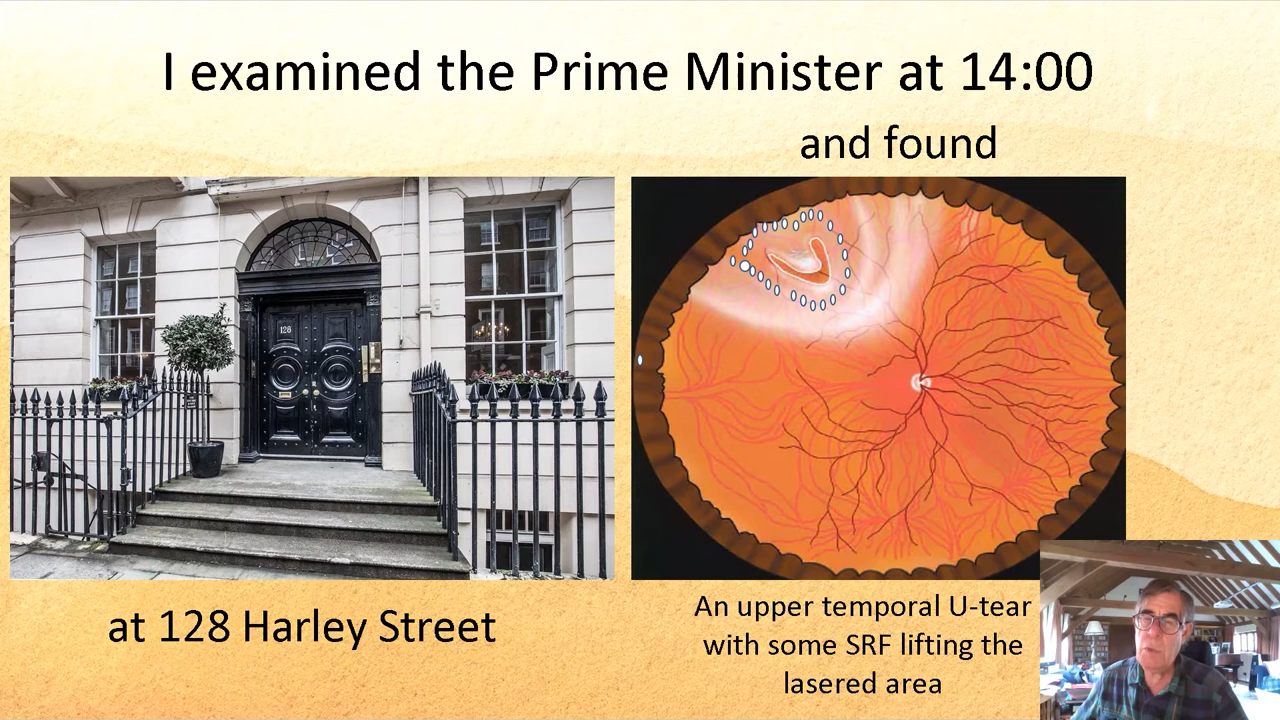 I examined the Prime Minister at 14:00
and found
128
at 128 Harley Street
An upper temporal U-tear
with some SRF lifting the
lasered area